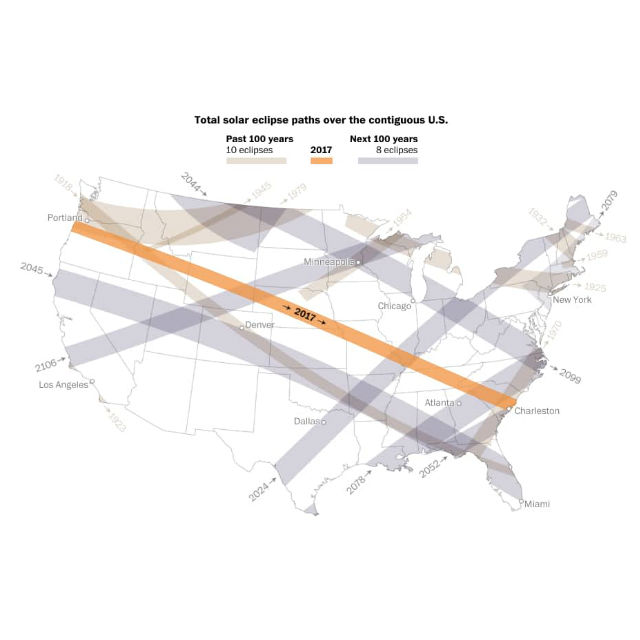 Total solar eclipse paths over the contiguous U.S.
Past 100 years
10 eclipses
2017
Next 100 years
8 eclipses
1918
2044
1945
1979
2079
Portland
1964
1932
1963
Minneapolis
1959
2045
1925
2017
Chicago
New York
Denver
1970
2106
2099
Los Angeles
Atlanta
Charleston
1923
Dallas
2052
2078
2024
Miami